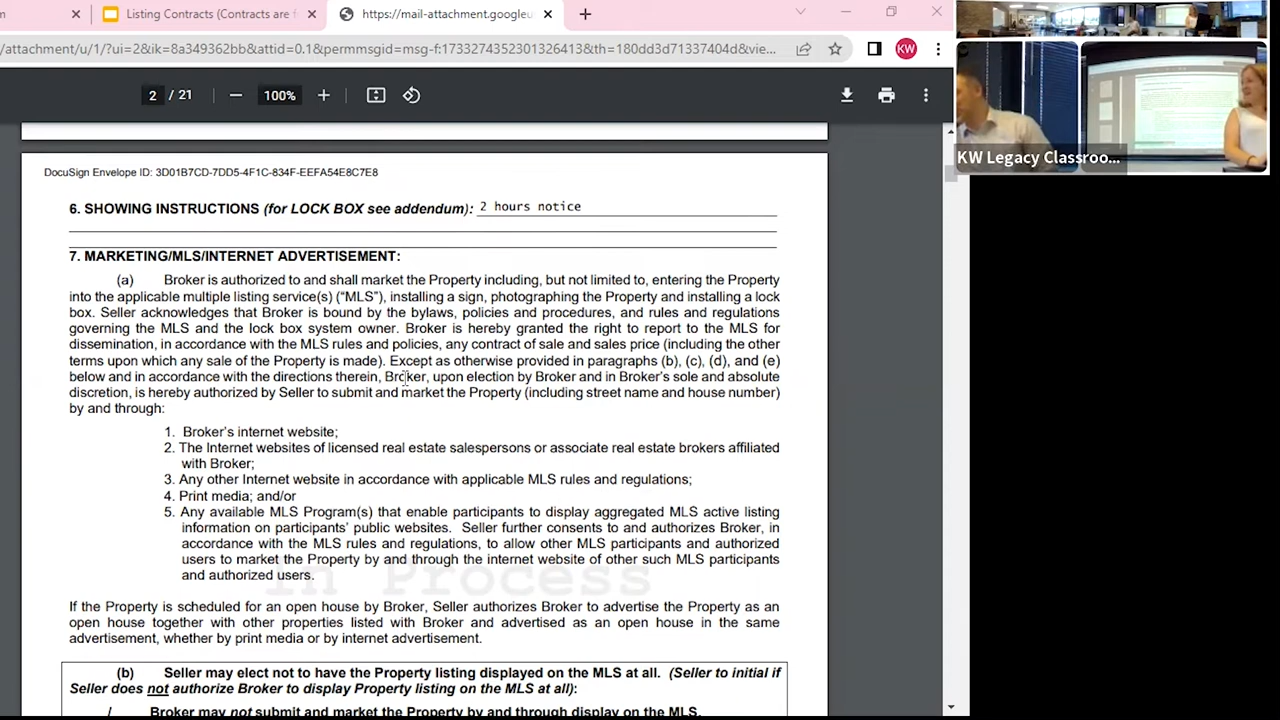 Listing Contracts (Contracts are f
https://mail-attachment.googleu
/attachment/u/1/?ui=2&ik=8a349362bb&attid=0.1&permmsgid=msg-f:1733274352301326413&th=180dd3d71337404d&vie...
KW
2 / 21
100%
KW Legacy Classroo...
DocuSign Envelope ID: 3D01B7CD-7DD5-4F1C-834F-EEFA54E8C7E8
6. SHOWING INSTRUCTIONS (for LOCK BOX see addendum): 2 hours notice
7. MARKETING/MLS/INTERNET ADVERTISEMENT:
(a) Broker is authorized to and shall market the Property including, but not limited to, entering the Property
into the applicable multiple listing service(s) (“MLS”), installing a sign, photographing the Property and installing a lock
box. Seller acknowledges that Broker is bound by the bylaws, policies and procedures, and rules and regulations
governing the MLS and the lock box system owner. Broker is hereby granted the right to report to the MLS for
dissemination, in accordance with the MLS rules and policies, any contract of sale and sales price (including the other
terms upon which any sale of the Property is made). Except as otherwise provided in paragraphs (b), (c), (d), and (e)
below and in accordance with the directions therein, Broker, upon election by Broker and in Broker’s sole and absolute
discretion, is hereby authorized by Seller to submit and market the Property (including street name and house number)
by and through:
1. Broker’s internet website;
2. The Internet websites of licensed real estate salespersons or associate real estate brokers affiliated
with Broker;
3. Any other Internet website in accordance with applicable MLS rules and regulations;
4. Print media; and/or
5. Any available MLS Program(s) that enable participants to display aggregated MLS active listing
information on participants’ public websites. Seller further consents to and authorizes Broker, in
accordance with the MLS rules and regulations, to allow other MLS participants and authorized
users to market the Property by and through the internet website of other such MLS participants
and authorized users.
In Process
If the Property is scheduled for an open house by Broker, Seller authorizes Broker to advertise the Property as an
open house together with other properties listed with Broker and advertised as an open house in the same
advertisement, whether by print media or by internet advertisement.
(b) Seller may elect not to have the Property listing displayed on the MLS at all. (Seller to initial if
Seller does not authorize Broker to display Property listing on the MLS at all):
/ Broker may not submit and market the Property by and through display on the MLS.